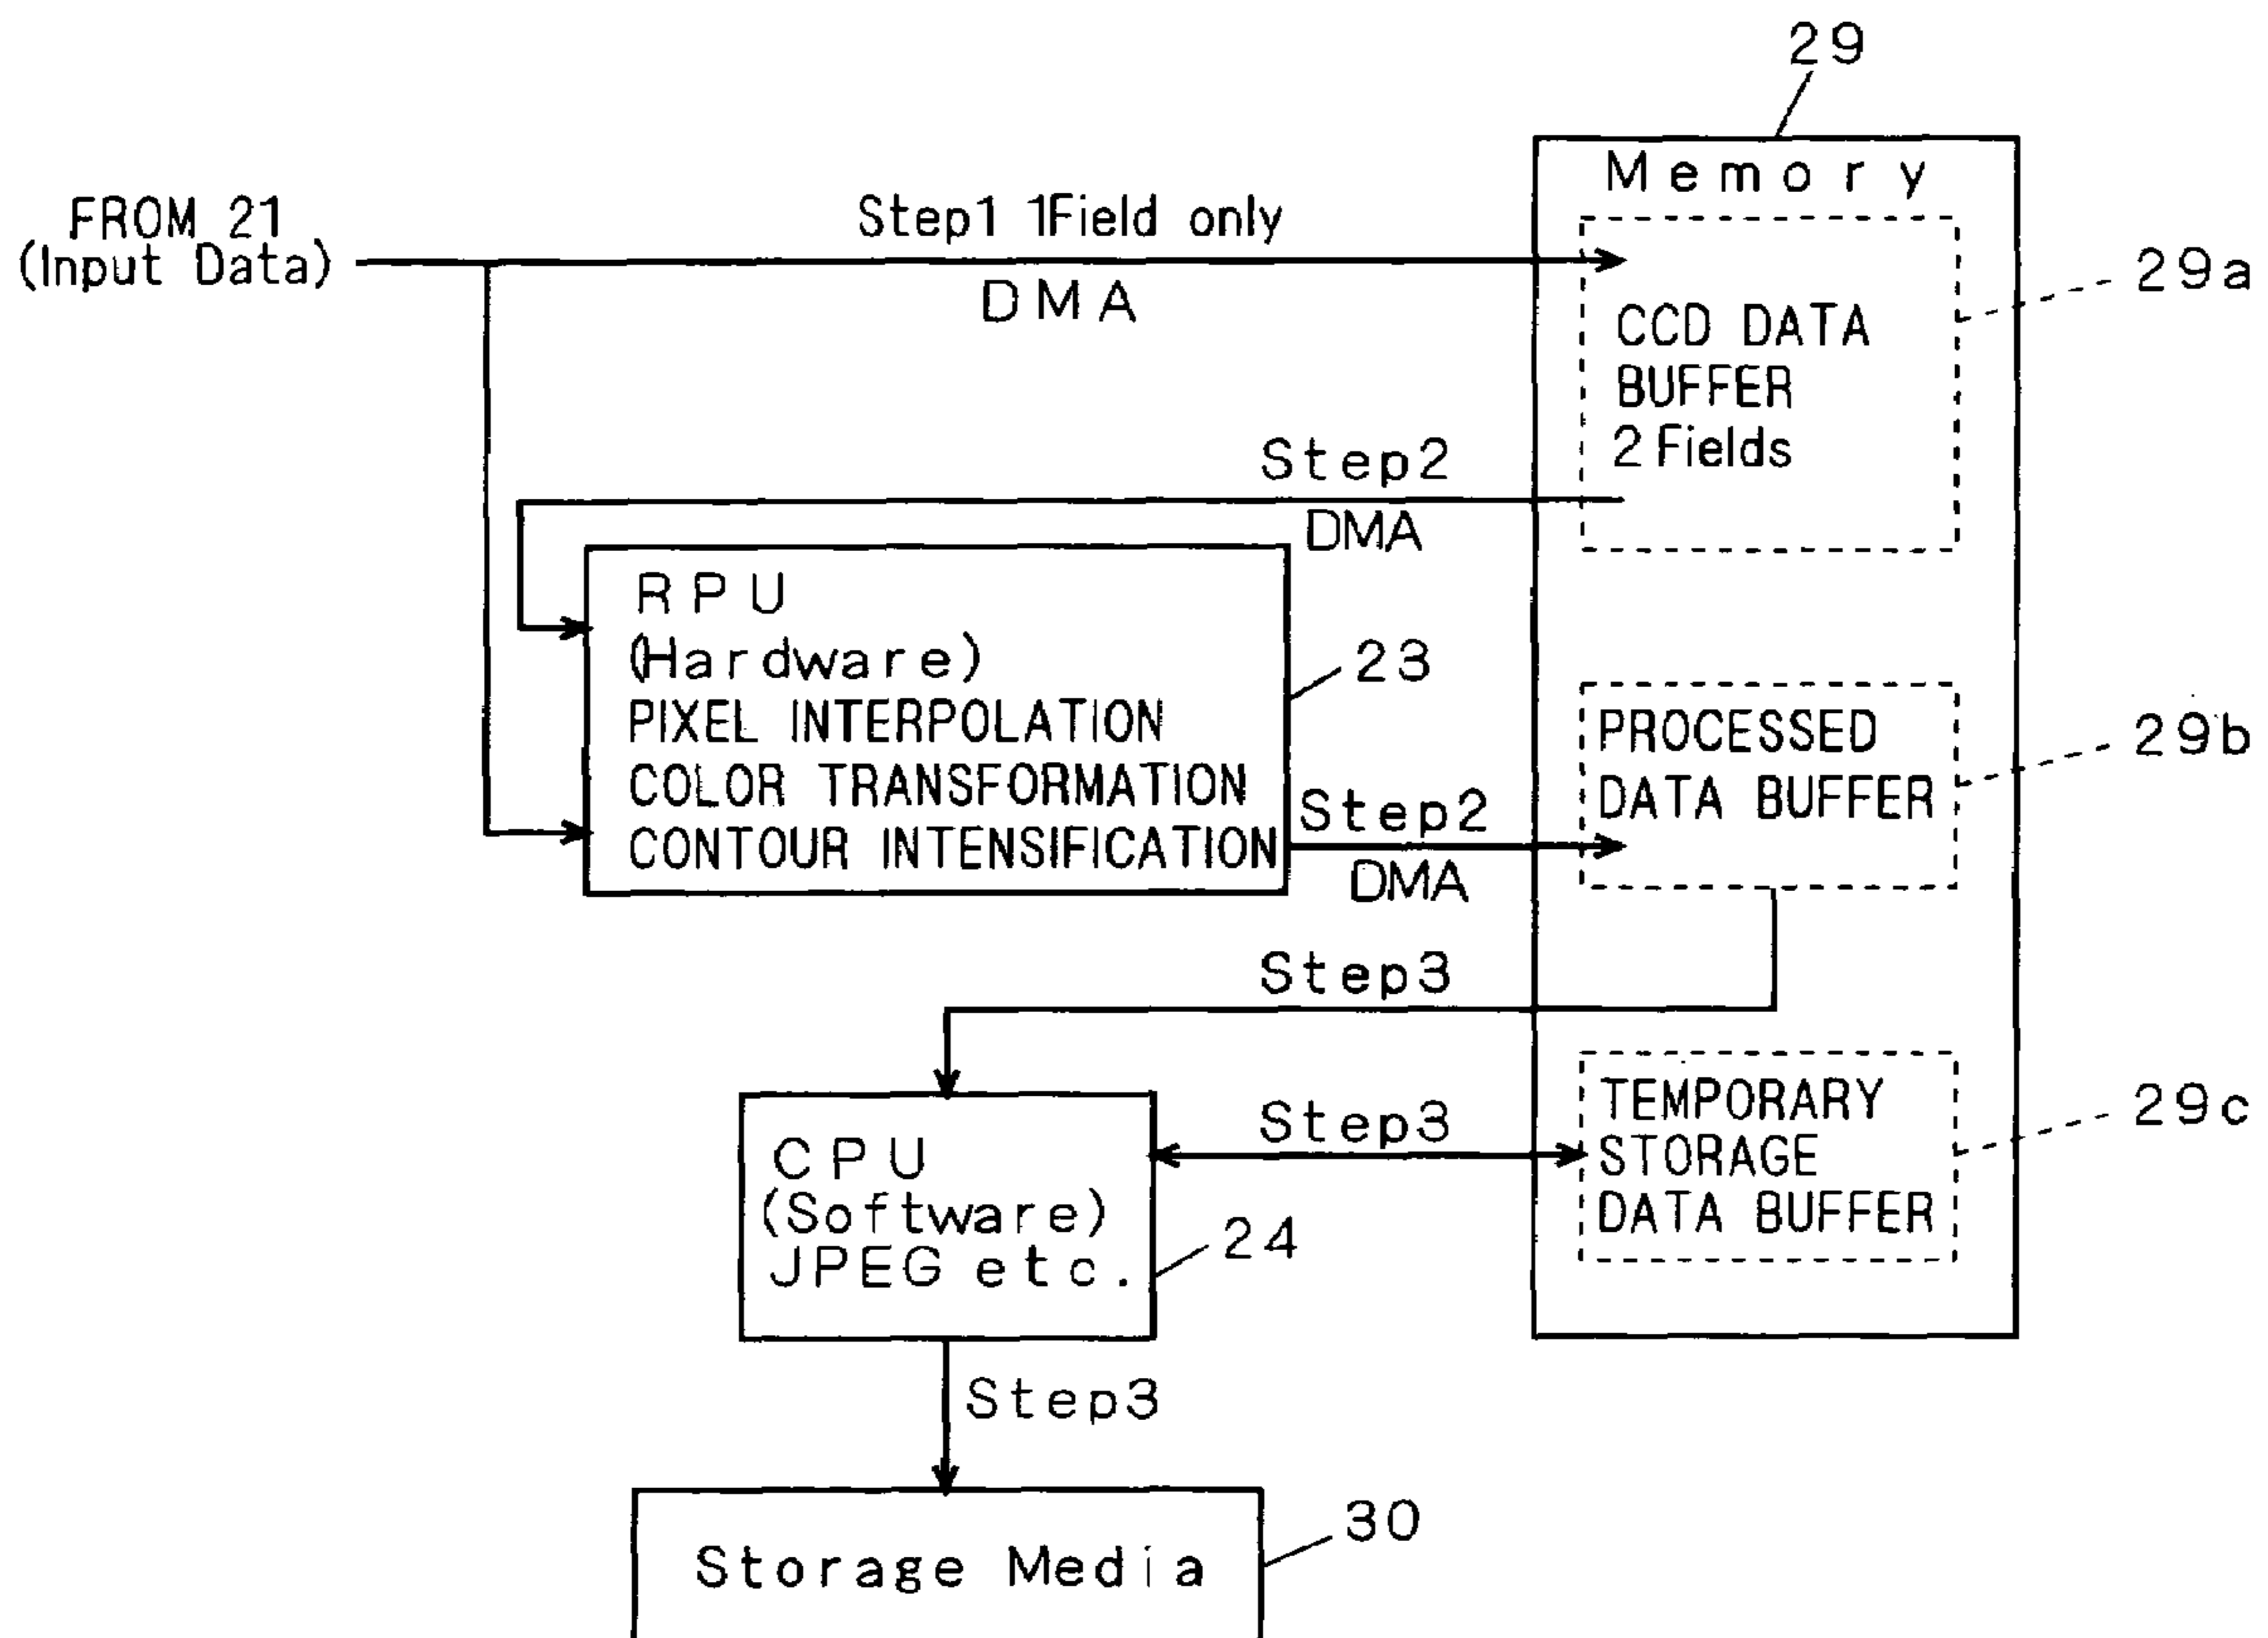 29
Memory
FROM 21
(Input Data)
Step1 1Field only
DMA
29a
CCD DATA
BUFFER
2 Fields
Step2
DMA
RPU
(Hardware)
PIXEL INTERPOLATION
COLOR TRANSFORMATION
CONTOUR INTENSIFICATION
23
PROCESSED
DATA BUFFER
29b
Step2
DMA
Step3
CPU
(Software)
JPEG etc.
24
Step3
TEMPORARY
STORAGE
DATA BUFFER
29c
Step3
Storage Media
30